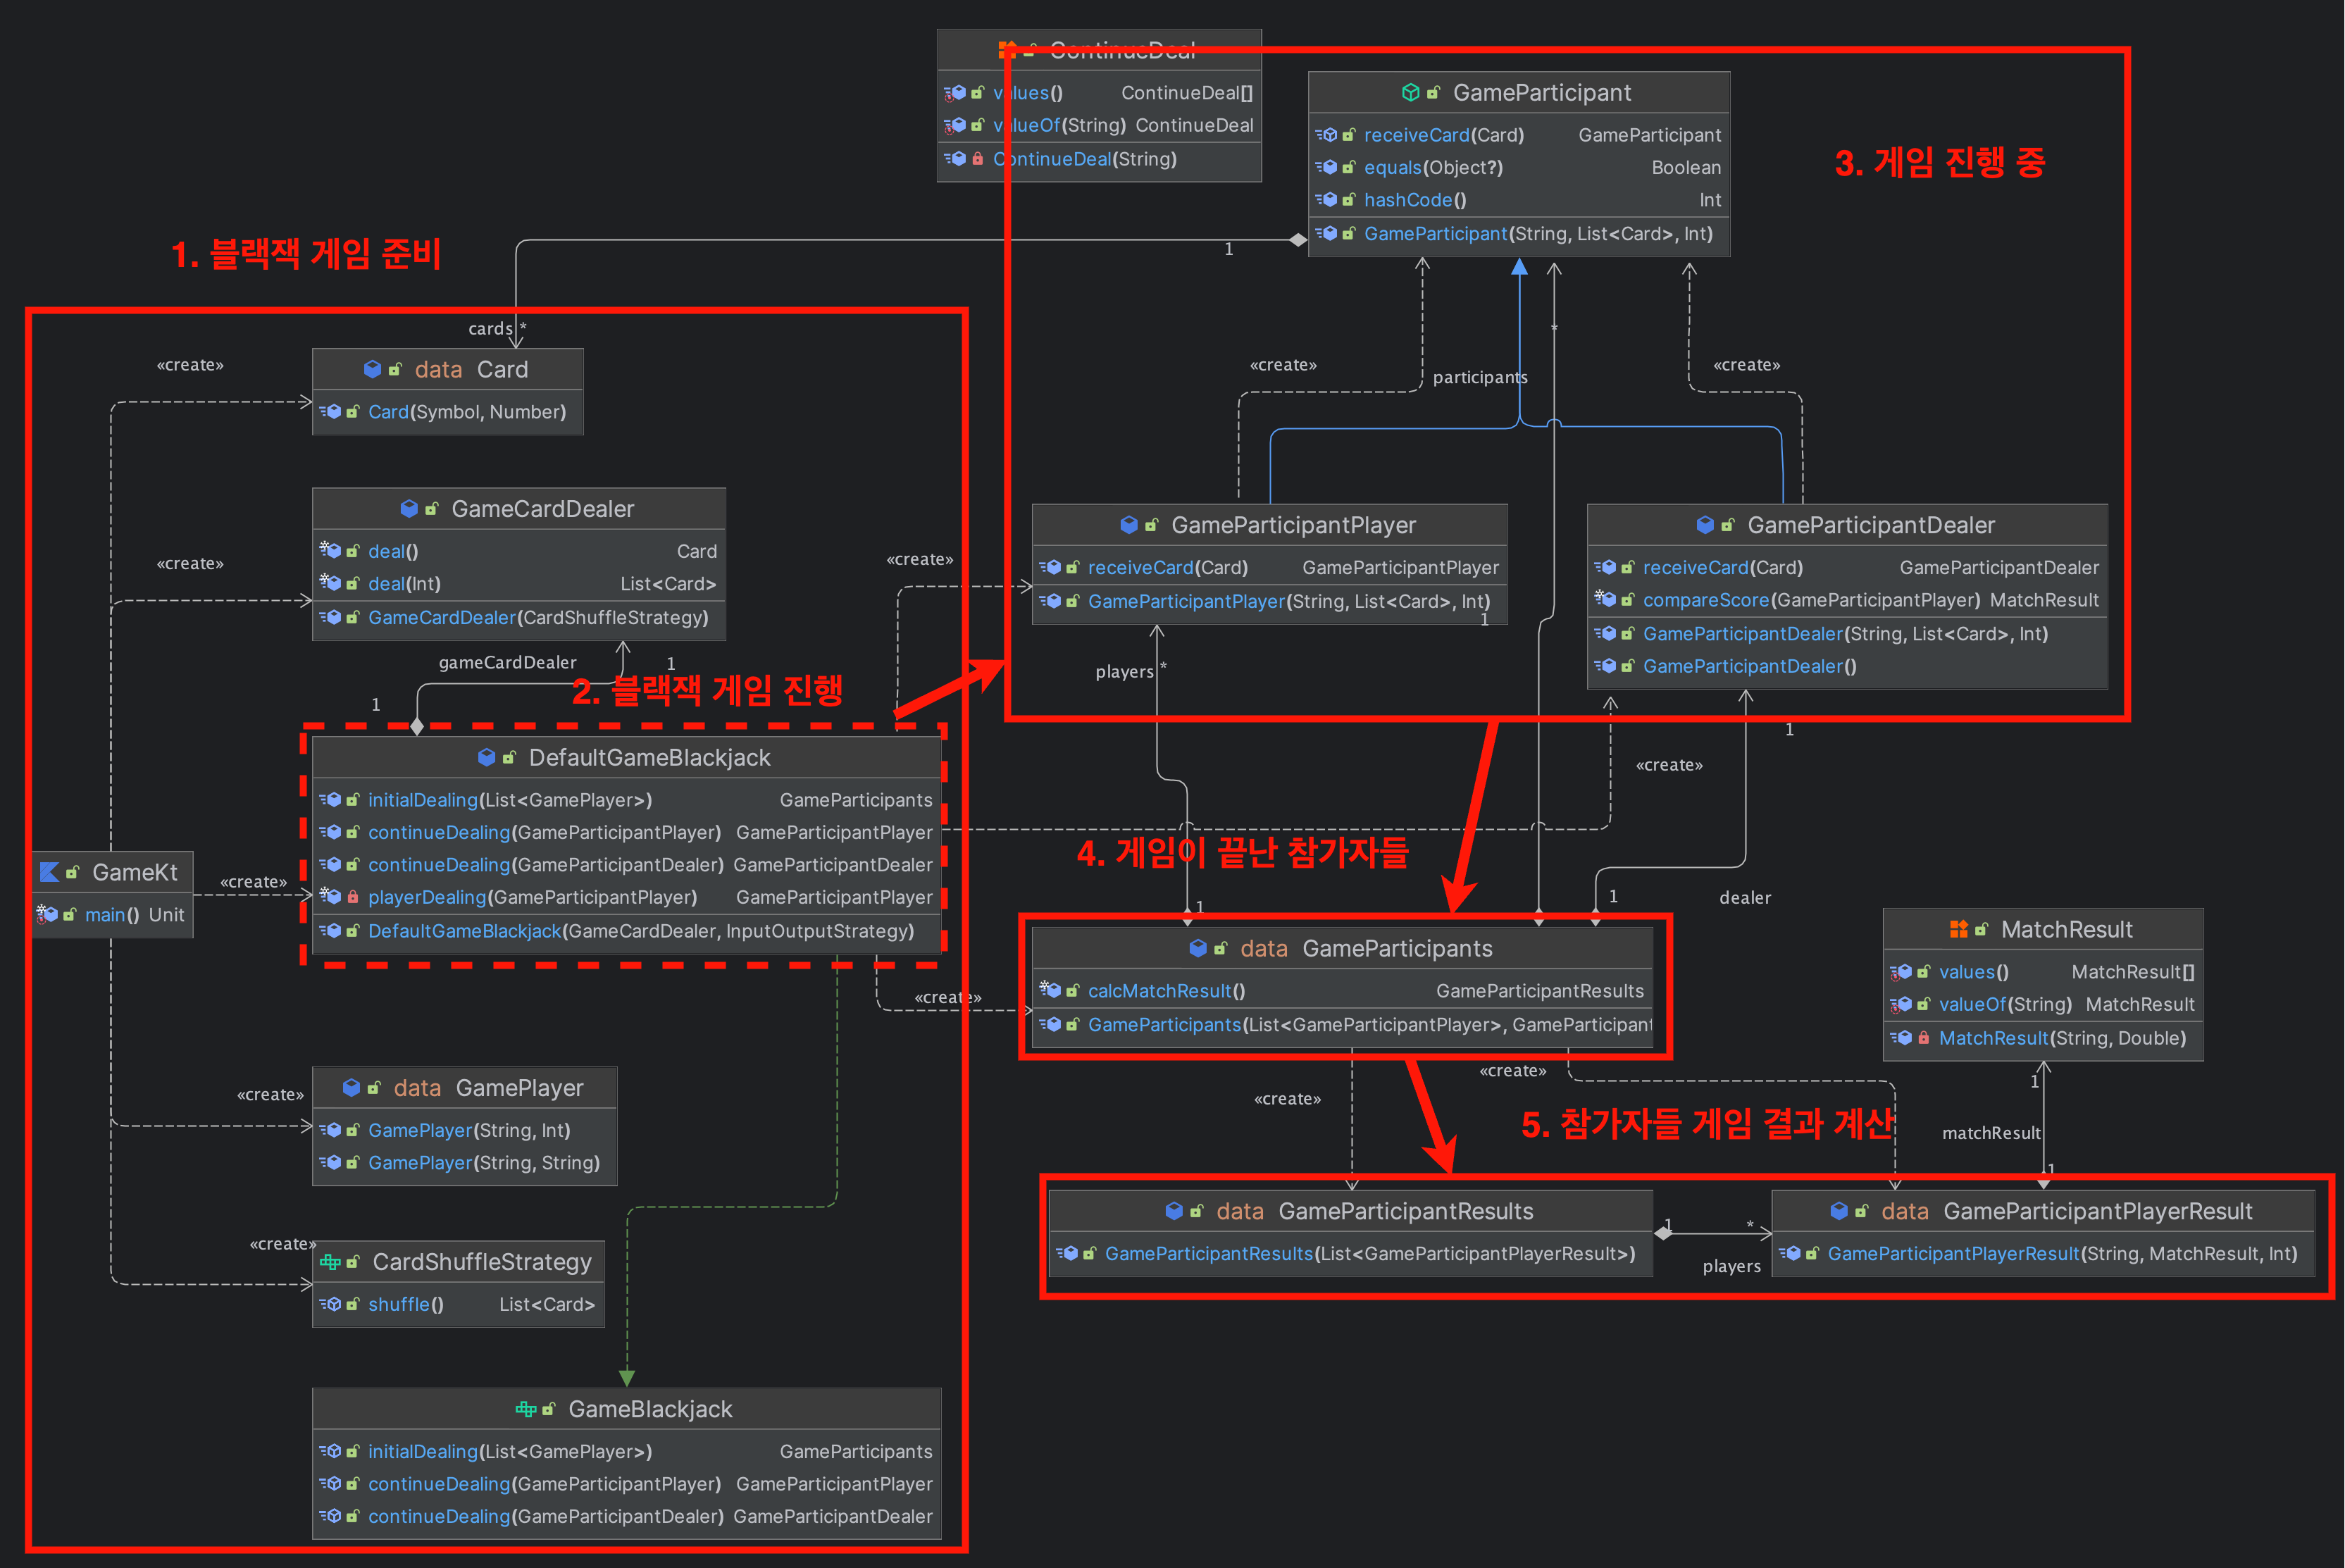 ContinueDeal
values() ContinueDeal[]
valueOf(String) ContinueDeal
ContinueDeal(String)
GameParticipant
receiveCard(Card) GameParticipant
equals(Object?) Boolean
hashCode() Int
GameParticipant(String, List<Card>, Int)
3. 게임 진행 중
1
1. 블랙잭 게임 준비
cards *
«create»
data Card
Card(Symbol, Number)
*
«create»
participants
«create»
GameCardDealer
deal() Card
deal(Int) List<Card>
GameCardDealer(CardShuffleStrategy)
«create»
gameCardDealer
1
1
2. 블랙잭 게임 진행
«create»
GameParticipantPlayer
receiveCard(Card) GameParticipantPlayer
GameParticipantPlayer(String, List<Card>, Int)
1
players *
GameParticipantDealer
receiveCard(Card) GameParticipantDealer
compareScore(GameParticipantPlayer) MatchResult
GameParticipantDealer(String, List<Card>, Int)
GameParticipantDealer()
1
«create»
DefaultGameBlackjack
initialDealing(List<GamePlayer>) GameParticipants
continueDealing(GameParticipantPlayer) GameParticipantPlayer
continueDealing(GameParticipantDealer) GameParticipantDealer
playerDealing(GameParticipantPlayer) GameParticipantPlayer
DefaultGameBlackjack(GameCardDealer, InputOutputStrategy)
GameKt
main() Unit
«create»
4. 게임이 끝난 참가자들
1
1
dealer
«create»
data GameParticipants
calcMatchResult() GameParticipantResults
GameParticipants(List<GameParticipantPlayer>, GameParticipant
MatchResult
values() MatchResult[]
valueOf(String) MatchResult
MatchResult(String, Double)
«create»
«create»
1
5. 참가자들 게임 결과 계산
matchResult
1
«create»
data GamePlayer
GamePlayer(String, Int)
GamePlayer(String, String)
data GameParticipantResults
GameParticipantResults(List<GameParticipantPlayerResult>)
1
*
players
data GameParticipantPlayerResult
GameParticipantPlayerResult(String, MatchResult, Int)
«create»
CardShuffleStrategy
shuffle() List<Card>
GameBlackjack
initialDealing(List<GamePlayer>) GameParticipants
continueDealing(GameParticipantPlayer) GameParticipantPlayer
continueDealing(GameParticipantDealer) GameParticipantDealer